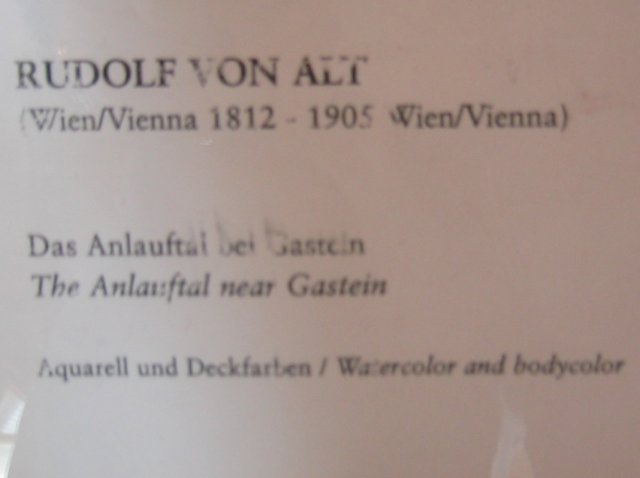 RUDOLF VON ALT
(Wien/Vienna 1812 - 1905 Wien/Vienna)
Das Anlauftal bei Gastein
The Anlauftal near Gastein
Aquarell und Deckfarben / Watercolor and bodycolor